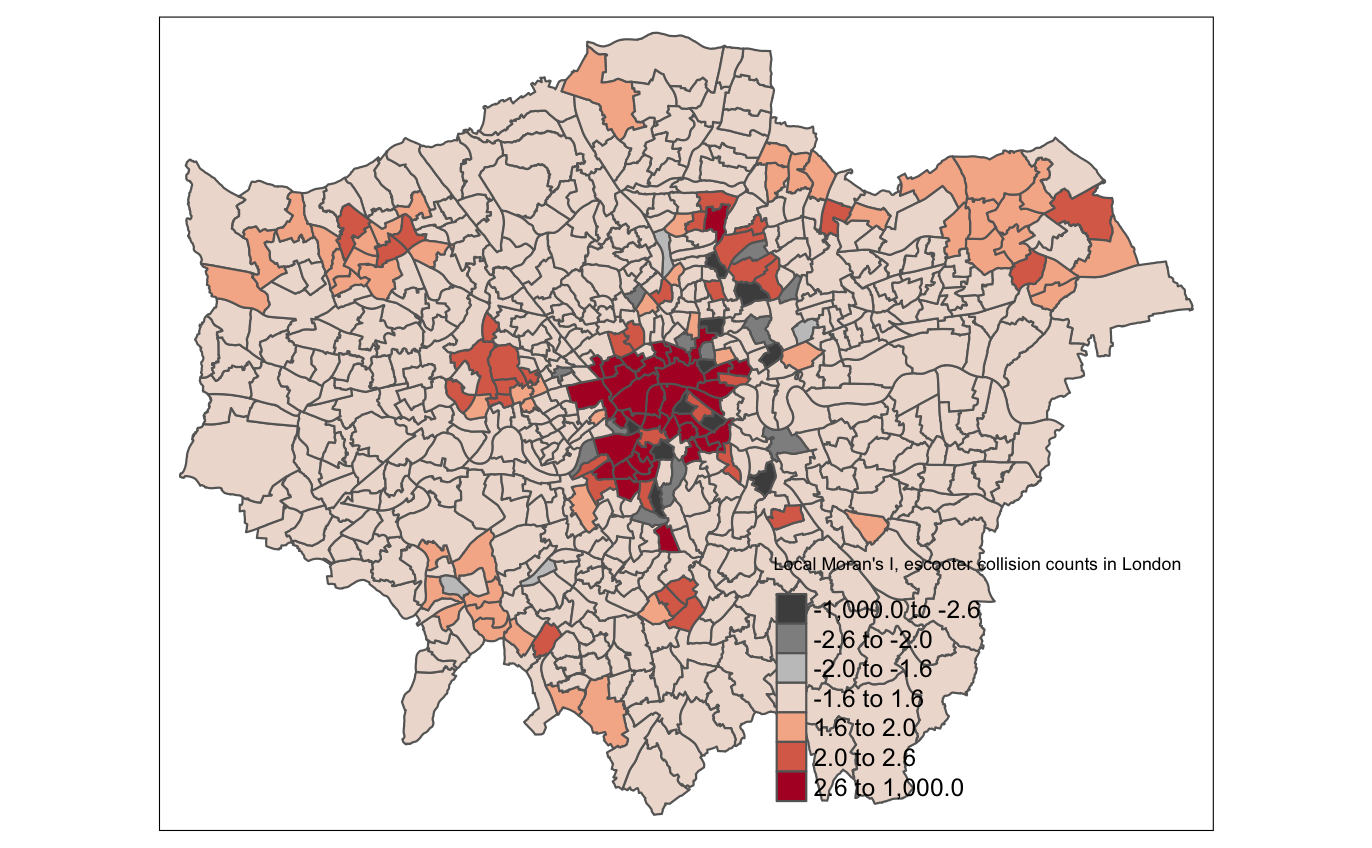 Local Moran's I, escooter collision counts in London
-1,000.0 to -2.6
-2.6 to -2.0
-2.0 to -1.6
-1.6 to 1.6
1.6 to 2.0
2.0 to 2.6
2.6 to 1,000.0